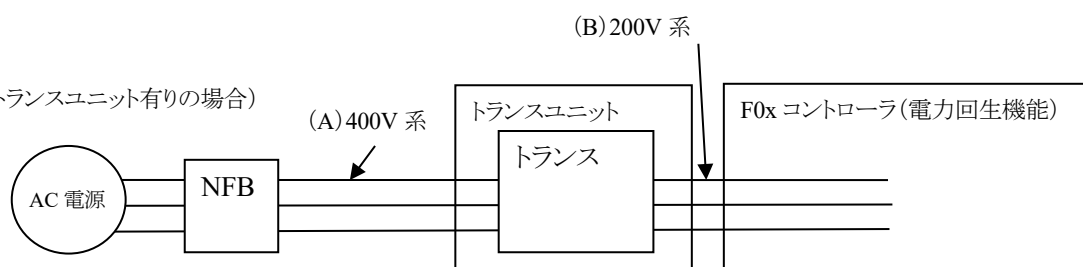 (B)200V 系
トランスユニット有りの場合)
(A)400V 系
トランスユニット
F0x コントローラ(電力回生機能)
トランス
NFB
AC 電源